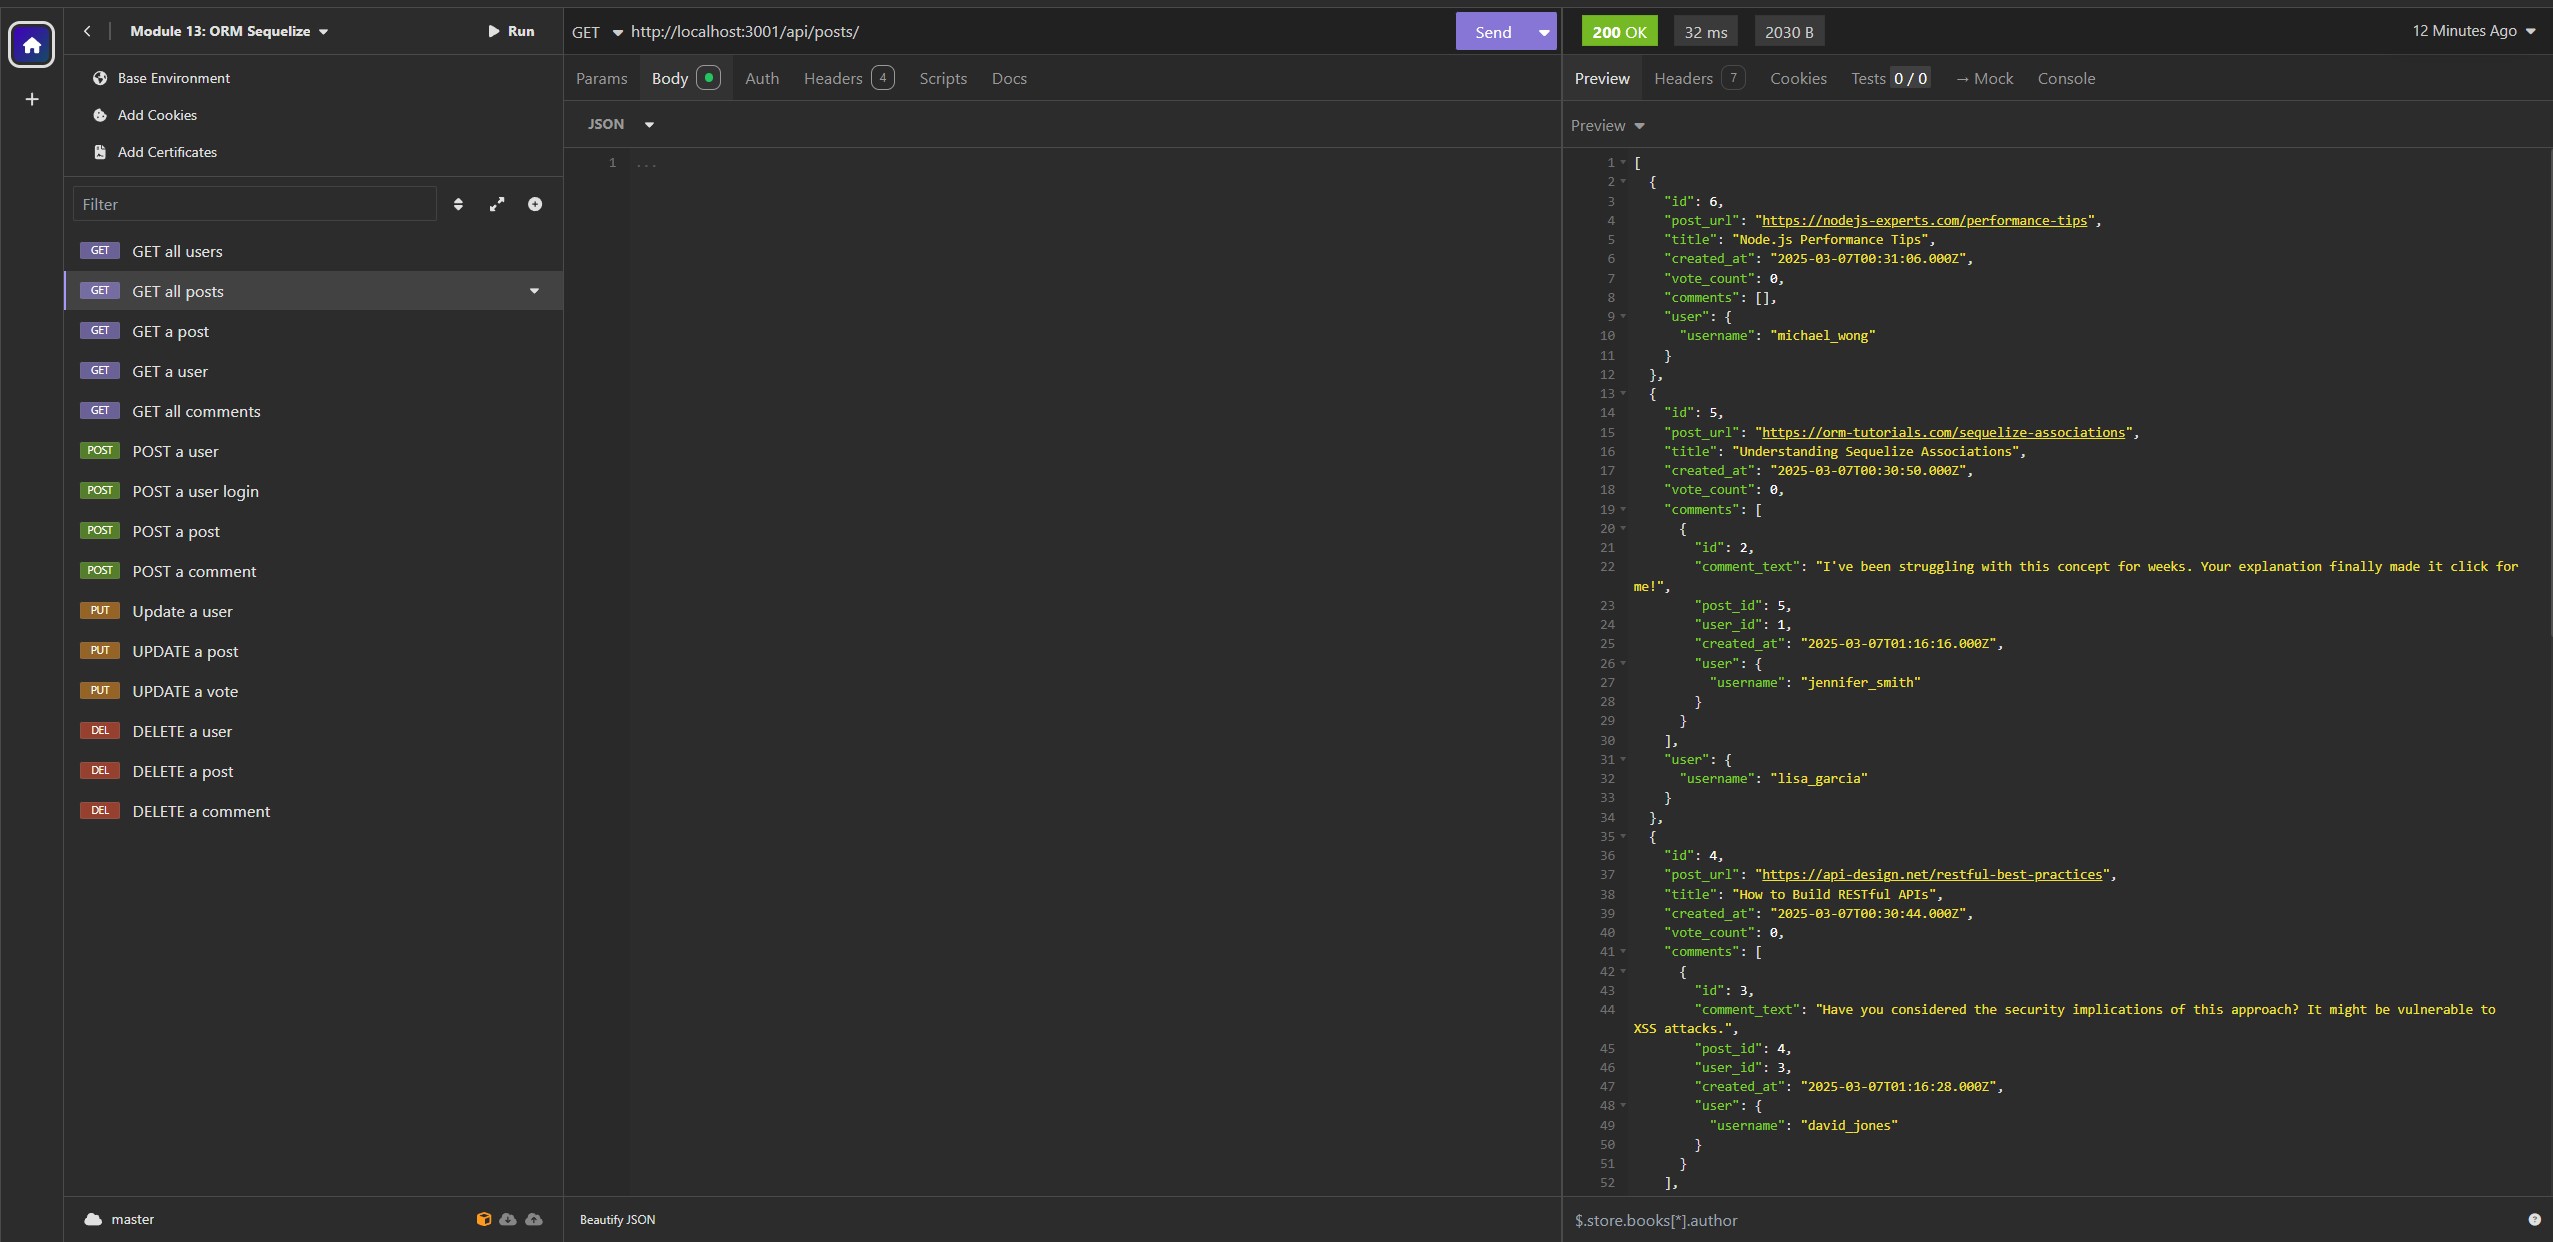 Module 13: ORM Sequelize
Run
Base Environment
Add Cookies
Add Certificates
Filter
GET GET all users
GET GET all posts
GET GET a post
GET GET a user
GET GET all comments
POST POST a user
POST POST a user login
POST POST a post
POST POST a comment
PUT Update a user
PUT UPDATE a post
PUT UPDATE a vote
DEL DELETE a user
DEL DELETE a post
DEL DELETE a comment
master
GET http://localhost:3001/api/posts/ Send
Params Body Auth Headers 4 Scripts Docs
JSON
1 ...
Beautify JSON
200 OK 32 ms 2030 B 12 Minutes Ago
Preview Headers 7 Cookies Tests 0 / 0 → Mock Console
Preview
1 [
2 {
3 "id": 6,
4 "post_url": "https://nodejs-experts.com/performance-tips",
5 "title": "Node.js Performance Tips",
6 "created_at": "2025-03-07T00:31:06.000Z",
7 "vote_count": 0,
8 "comments": [],
9 "user": {
10 "username": "michael_wong"
11 }
12 },
13 {
14 "id": 5,
15 "post_url": "https://orm-tutorials.com/sequelize-associations",
16 "title": "Understanding Sequelize Associations",
17 "created_at": "2025-03-07T00:30:50.000Z",
18 "vote_count": 0,
19 "comments": [
20 {
21 "id": 2,
22 "comment_text": "I've been struggling with this concept for weeks. Your explanation finally made it click for
me!",
23 "post_id": 5,
24 "user_id": 1,
25 "created_at": "2025-03-07T01:16:16.000Z",
26 "user": {
27 "username": "jennifer_smith"
28 }
29 }
30 ],
31 "user": {
32 "username": "lisa_garcia"
33 }
34 },
35 {
36 "id": 4,
37 "post_url": "https://api-design.net/restful-best-practices",
38 "title": "How to Build RESTful APIs",
39 "created_at": "2025-03-07T00:30:44.000Z",
40 "vote_count": 0,
41 "comments": [
42 {
43 "id": 3,
44 "comment_text": "Have you considered the security implications of this approach? It might be vulnerable to
XSS attacks.",
45 "post_id": 4,
46 "user_id": 3,
47 "created_at": "2025-03-07T01:16:28.000Z",
48 "user": {
49 "username": "david_jones"
50 }
51 }
52 ],
$.store.books[*].author